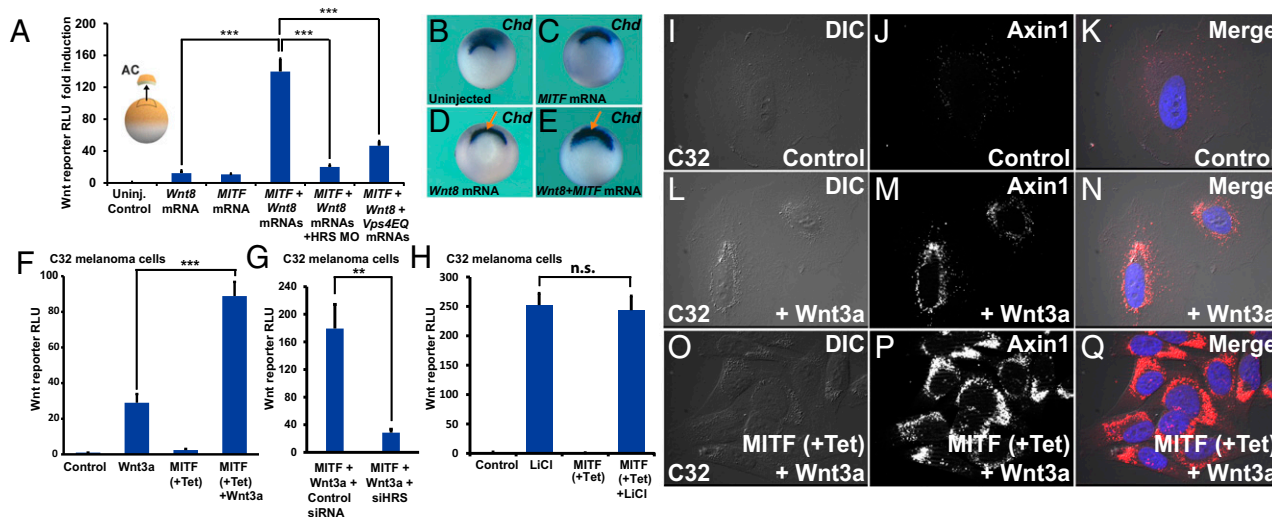 A
Wnt reporter RLU fold induction
200
160
120
80
40
0
***
***
***
AC
Uninj.
Control
Wnt8
mRNA
MITF
mRNA
MITF +
Wnt8
mRNAs
MITF +
Wnt8
mRNAs
+HRS MO
MITF +
Wnt8 +
Vps4EQ
mRNAs
B
Chd
Uninjected
C
Chd
MITF mRNA
D
Chd
Wnt8 mRNA
E
Chd
Wnt8+MITF mRNA
F
C32 melanoma cells
Wnt reporter RLU
100
80
60
40
20
0
***
Control
Wnt3a
MITF
(+Tet)
MITF
(+Tet)
+Wnt3a
G
C32 melanoma cells
Wnt reporter RLU
240
200
160
120
80
40
0
**
MITF +
Wnt3a +
Control
siRNA
MITF +
Wnt3a +
siHRS
H
C32 melanoma cells
Wnt reporter RLU
300
250
200
150
100
50
0
n.s.
Control
LiCl
MITF
(+Tet)
MITF
(+Tet)
+LiCl
I
DIC
C32
Control
J
Axin1
Control
K
Merge
Control
L
DIC
C32
+ Wnt3a
M
Axin1
+ Wnt3a
N
Merge
+ Wnt3a
O
DIC
C32
MITF (+Tet)
+ Wnt3a
P
Axin1
MITF (+Tet)
+ Wnt3a
Q
Merge
MITF (+Tet)
+ Wnt3a